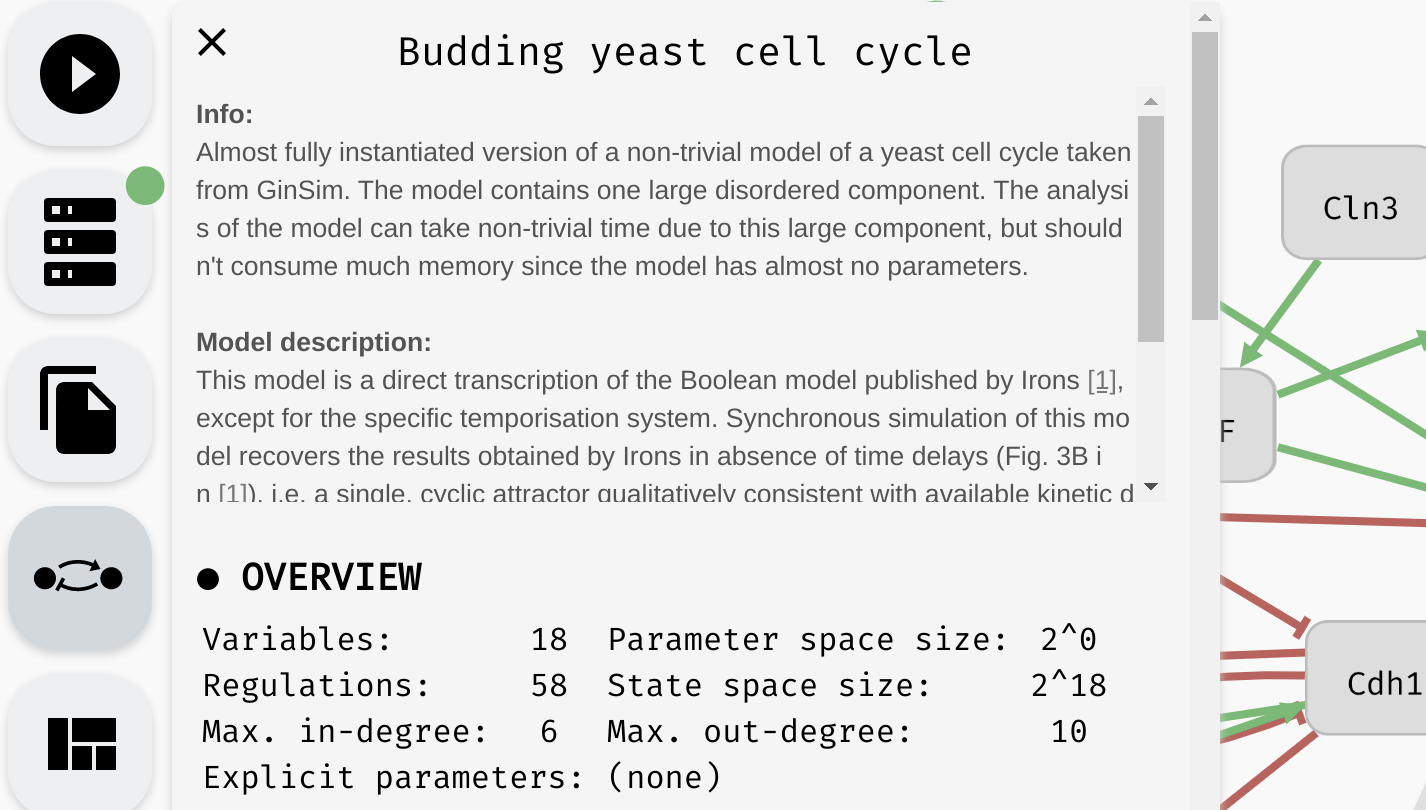 Budding yeast cell cycle
Info:
Almost fully instantiated version of a non-trivial model of a yeast cell cycle taken
from GinSim. The model contains one large disordered component. The analysi
s of the model can take non-trivial time due to this large component, but should
n't consume much memory since the model has almost no parameters.
Model description:
This model is a direct transcription of the Boolean model published by Irons [1],
except for the specific temporisation system. Synchronous simulation of this mo
del recovers the results obtained by Irons in absence of time delays (Fig. 3B i
n [1]), i.e. a single, cyclic attractor qualitatively consistent with available kinetic d
● OVERVIEW
Variables: 18 Parameter space size: 2^0
Regulations: 58 State space size: 2^18
Max. in-degree: 6 Max. out-degree: 10
Explicit parameters: (none)
Cln3
F
Cdh1